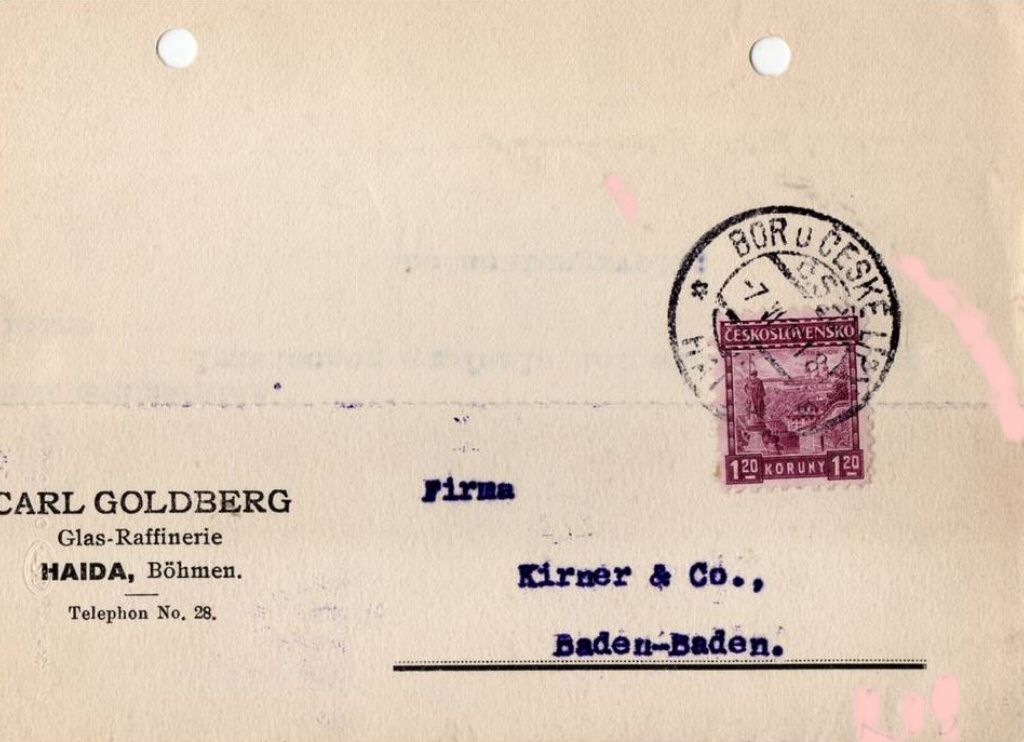 BOR u ČESKÉ LÍPY
-7
ČESKOSLOVENSKO
1 20 KORUNY 1 20
CARL GOLDBERG
Glas-Raffinerie
HAIDA, Böhmen.
Telephon No. 28.
Firma
Kirner & Co.,
Baden-Baden.